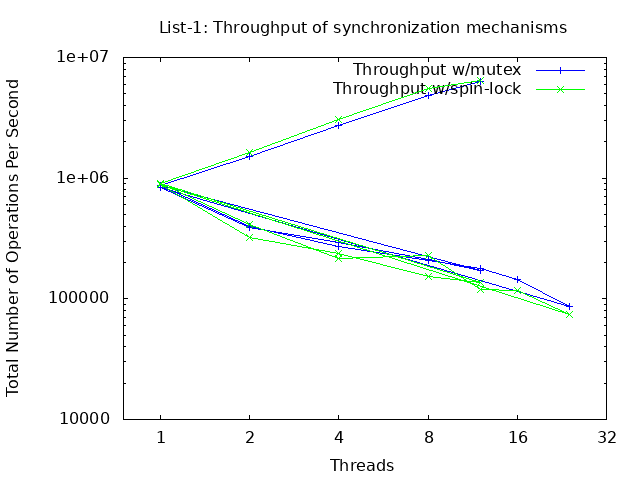 List-1: Throughput of synchronization mechanisms
Total Number of Operations Per Second
1e+07
1e+06
100000
10000
Throughput w/mutex
Throughput w/spin-lock
1 2 4 8 16 32
Threads